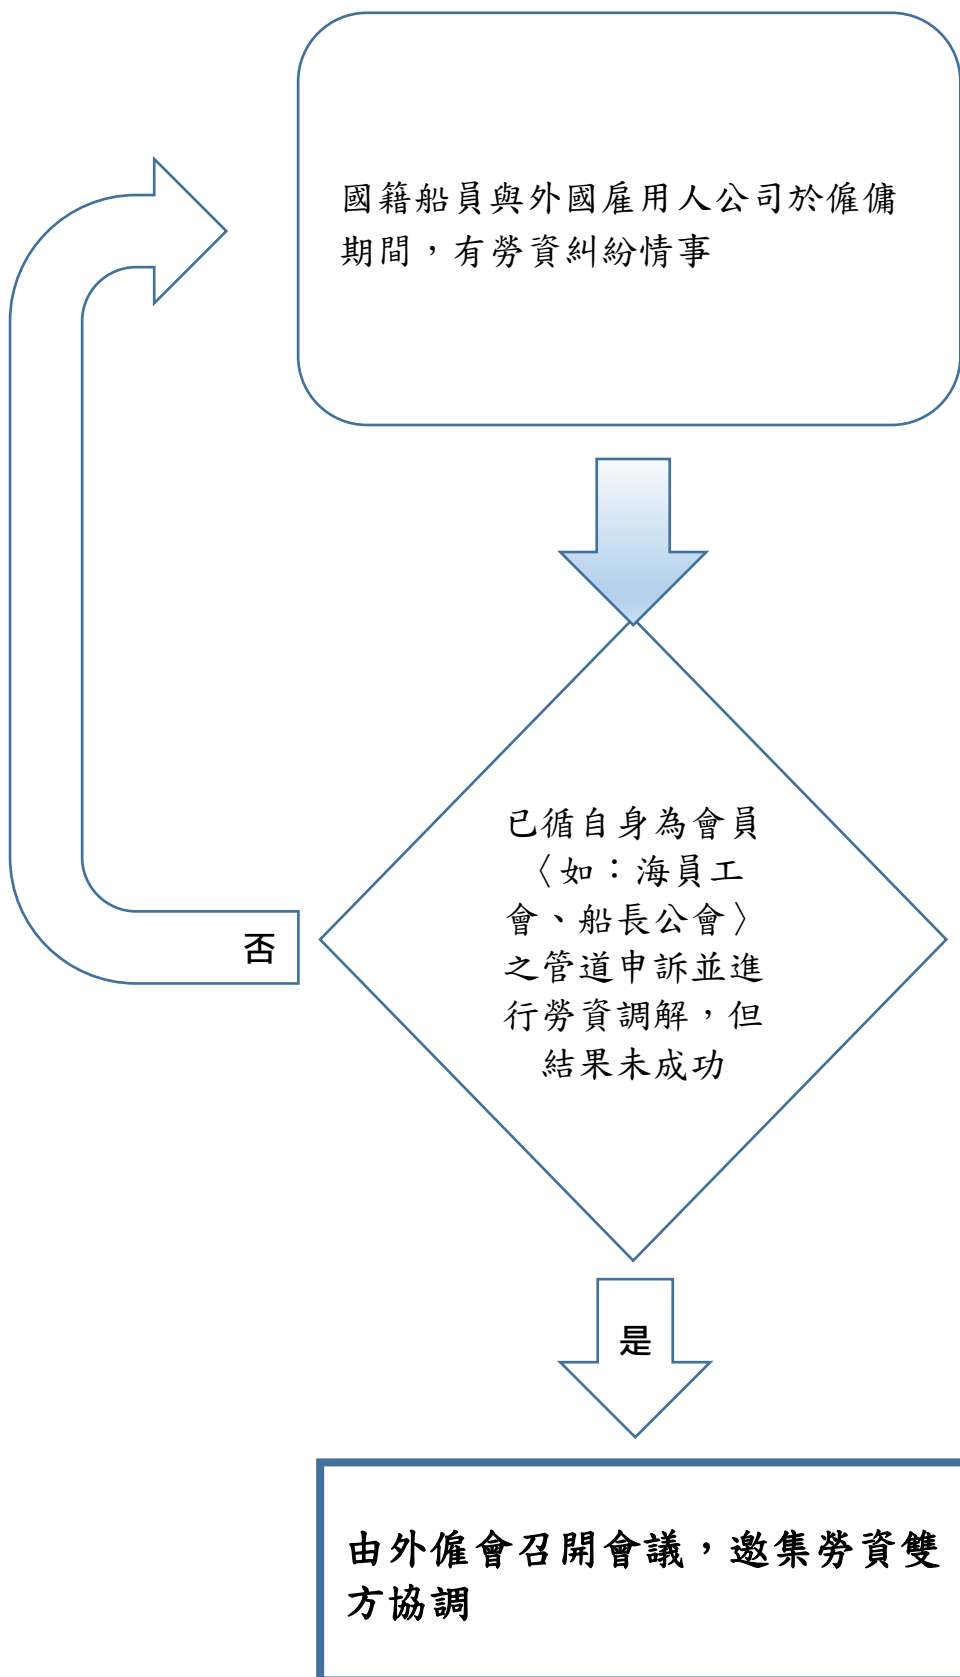 國籍船員與外國雇用人公司於僱傭
期間，有勞資糾紛情事
已循自身為會員
〈如：海員工
會、船長公會〉
之管道申訴並進
行勞資調解，但
結果未成功
否
是
由外僱會召開會議，邀集勞資雙
方協調